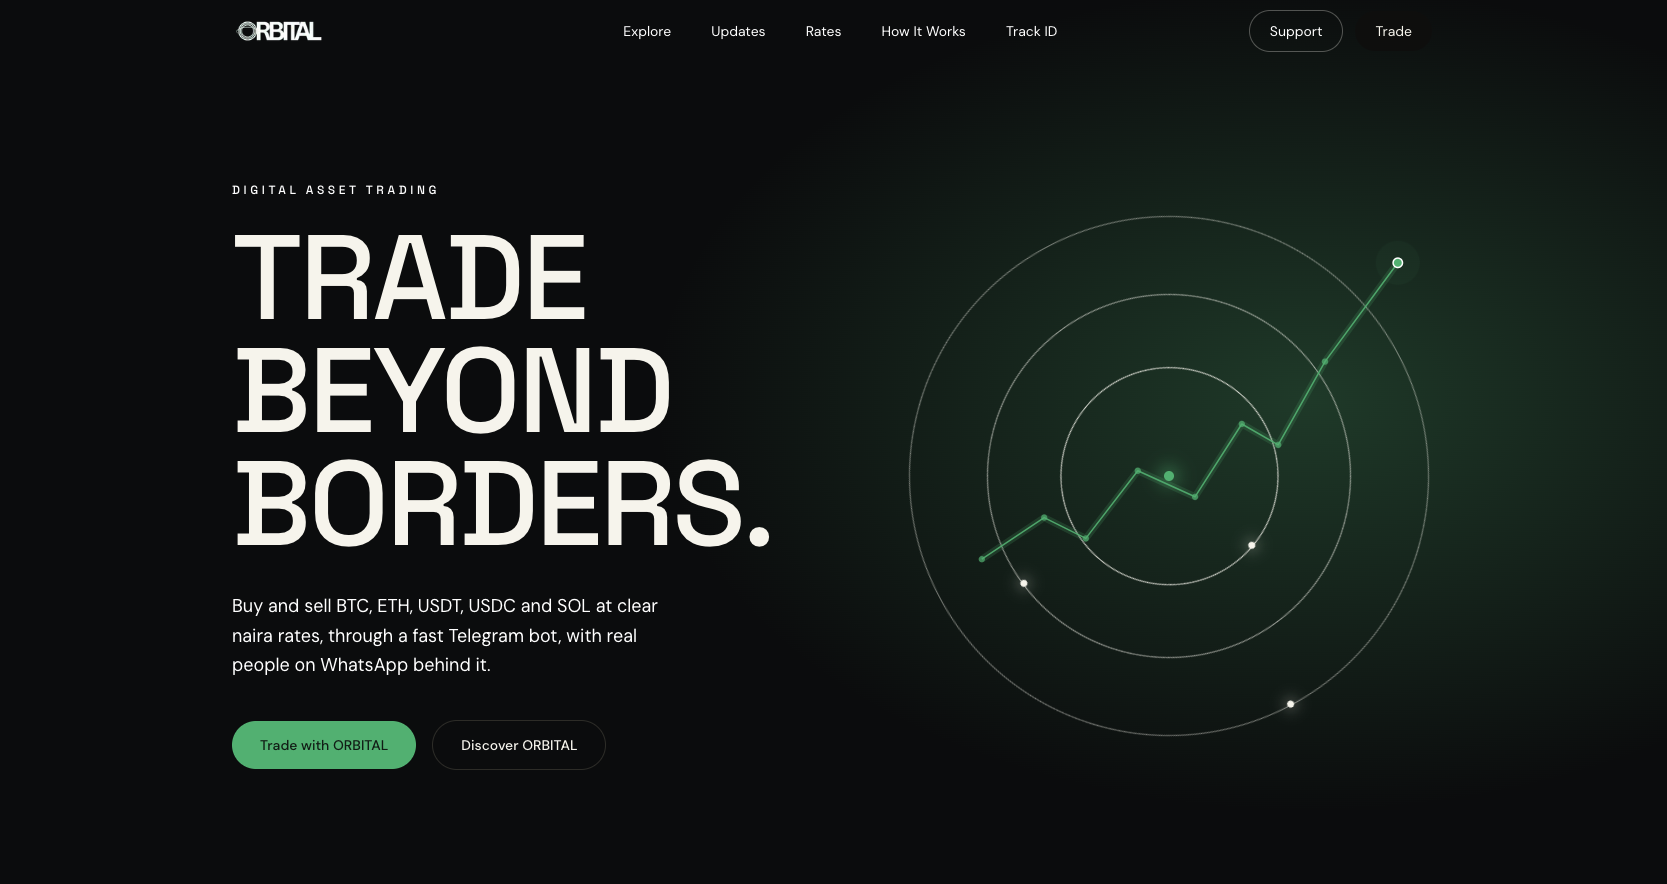 ORBITAL
Explore
Updates
Rates
How It Works
Track ID
Support
Trade
DIGITAL ASSET TRADING
TRADE
BEYOND
BORDERS.
Buy and sell BTC, ETH, USDT, USDC and SOL at clear
naira rates, through a fast Telegram bot, with real
people on WhatsApp behind it.
Trade with ORBITAL
Discover ORBITAL